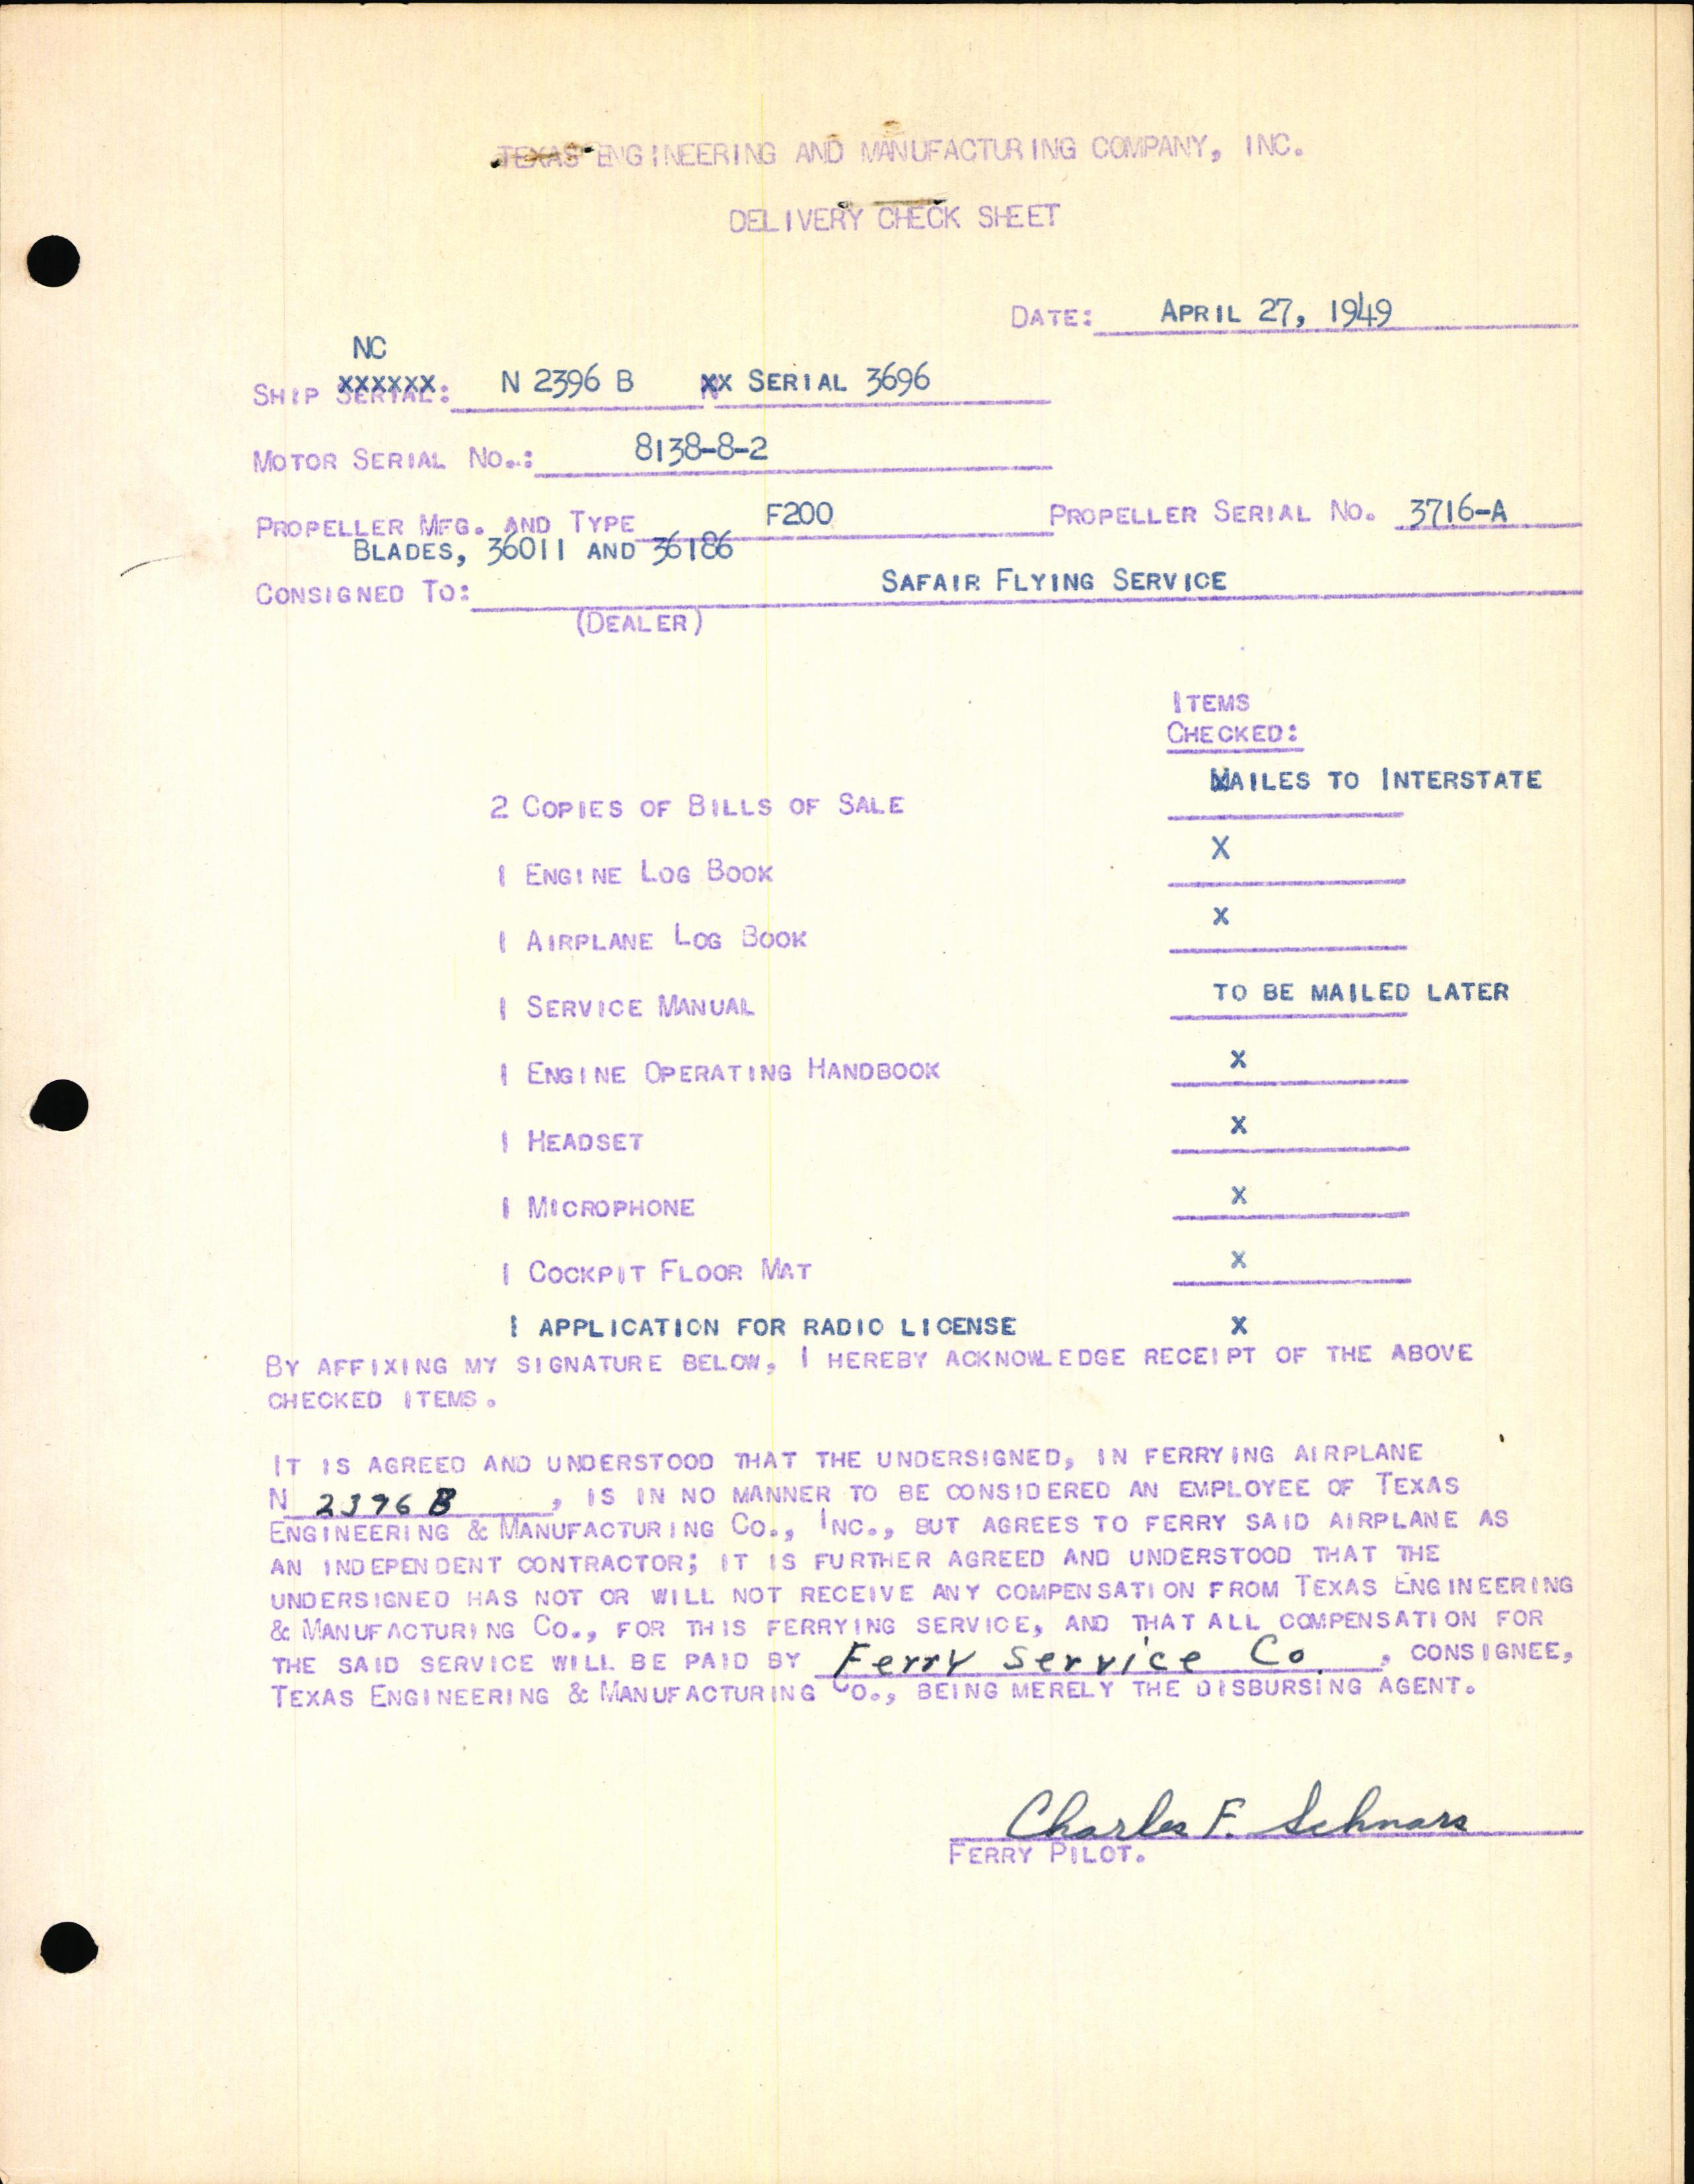 TEXAS ENGINEERING AND MANUFACTURING COMPANY, INC.
DELIVERY CHECK SHEET
DATE: APRIL 27, 1949
NC
SHIP SERIAL: N 2396 B XX SERIAL 3696
MOTOR SERIAL NO.: 8138-8-2
PROPELLER MFG. AND TYPE F200 PROPELLER SERIAL NO. 3716-A
BLADES, 36011 AND 36186
CONSIGNED TO: SAFAIR FLYING SERVICE
(DEALER)
ITEMS
CHECKED:
2 COPIES OF BILLS OF SALE MAILES TO INTERSTATE
1 ENGINE LOG BOOK X
1 AIRPLANE LOG BOOK X
1 SERVICE MANUAL TO BE MAILED LATER
1 ENGINE OPERATING HANDBOOK X
1 HEADSET X
1 MICROPHONE X
1 COCKPIT FLOOR MAT X
1 APPLICATION FOR RADIO LICENSE X
BY AFFIXING MY SIGNATURE BELOW, I HEREBY ACKNOWLEDGE RECEIPT OF THE ABOVE
CHECKED ITEMS.
IT IS AGREED AND UNDERSTOOD THAT THE UNDERSIGNED, IN FERRYING AIRPLANE
N 2396 B, IS IN NO MANNER TO BE CONSIDERED AN EMPLOYEE OF TEXAS
ENGINEERING & MANUFACTURING CO., INC., BUT AGREES TO FERRY SAID AIRPLANE AS
AN INDEPENDENT CONTRACTOR; IT IS FURTHER AGREED AND UNDERSTOOD THAT THE
UNDERSIGNED HAS NOT OR WILL NOT RECEIVE ANY COMPENSATION FROM TEXAS ENGINEERING
& MANUFACTURING CO., FOR THIS FERRYING SERVICE, AND THAT ALL COMPENSATION FOR
THE SAID SERVICE WILL BE PAID BY Ferry Service Co., CONSIGNEE,
TEXAS ENGINEERING & MANUFACTURING CO., BEING MERELY THE DISBURSING AGENT.
Charles F. Schnars
FERRY PILOT.